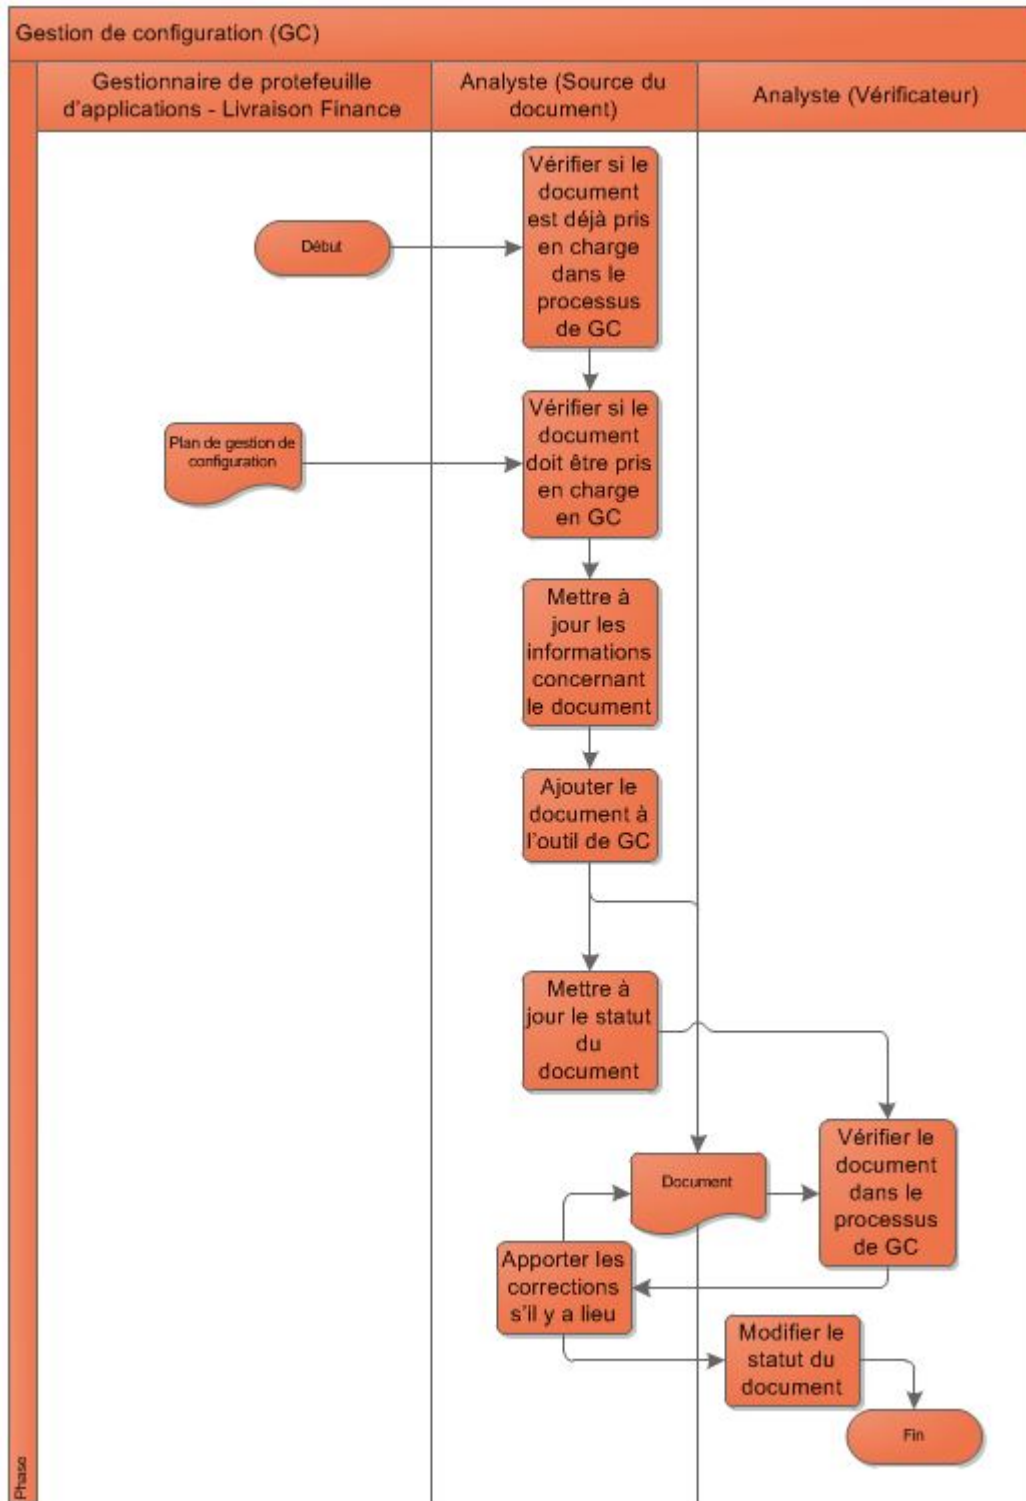 Gestion de configuration (GC)
Gestionnaire de protefeuille
d'applications - Livraison Finance
Analyste (Source du
document)
Analyste (Vérificateur)
Vérifier si le
document
est déjà pris
en charge
dans le
processus
de GC
Début
Vérifier si le
document
doit être pris
en charge
en GC
Plan de gestion de
configuration
Mettre à
jour les
informations
concernant
le document
Ajouter le
document à
l'outil de GC
Mettre à
jour le statut
du
document
Vérifier le
document
dans le
processus
de GC
Document
Apporter les
corrections
s'il y a lieu
Modifier le
statut du
document
Fin
Phase